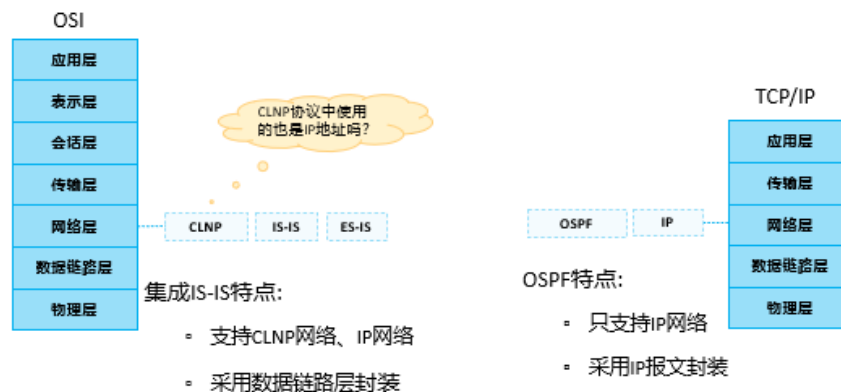 OSI
应用层
表示层
会话层
传输层
网络层
数据链路层
物理层
CLNP协议中使用
的也是IP地址吗?
CLNP
IS-IS
ES-IS
集成IS-IS特点:
▫ 支持CLNP网络、IP网络
▫ 采用数据链路层封装
OSPF
IP
OSPF特点:
▫ 只支持IP网络
▫ 采用IP报文封装
TCP/IP
应用层
传输层
网络层
数据链路层
物理层